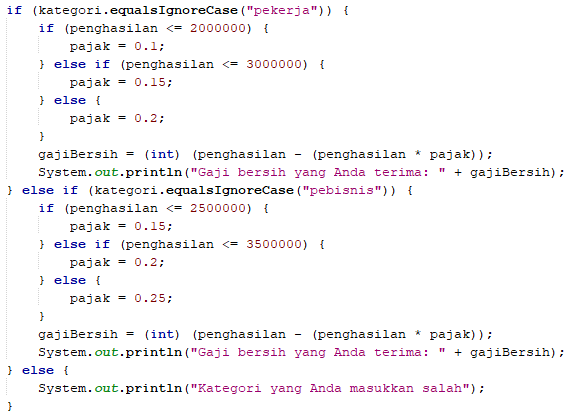 if (kategori.equalsIgnoreCase("pekerja")) {
    if (penghasilan <= 2000000) {
        pajak = 0.1;
    } else if (penghasilan <= 3000000) {
        pajak = 0.15;
    } else {
        pajak = 0.2;
    }
    gajiBersih = (int) (penghasilan - (penghasilan * pajak));
    System.out.println("Gaji bersih yang Anda terima: " + gajiBersih);
} else if (kategori.equalsIgnoreCase("pebisnis")) {
    if (penghasilan <= 2500000) {
        pajak = 0.15;
    } else if (penghasilan <= 3500000) {
        pajak = 0.2;
    } else {
        pajak = 0.25;
    }
    gajiBersih = (int) (penghasilan - (penghasilan * pajak));
    System.out.println("Gaji bersih yang Anda terima: " + gajiBersih);
} else {
    System.out.println("Kategori yang Anda masukkan salah");
}